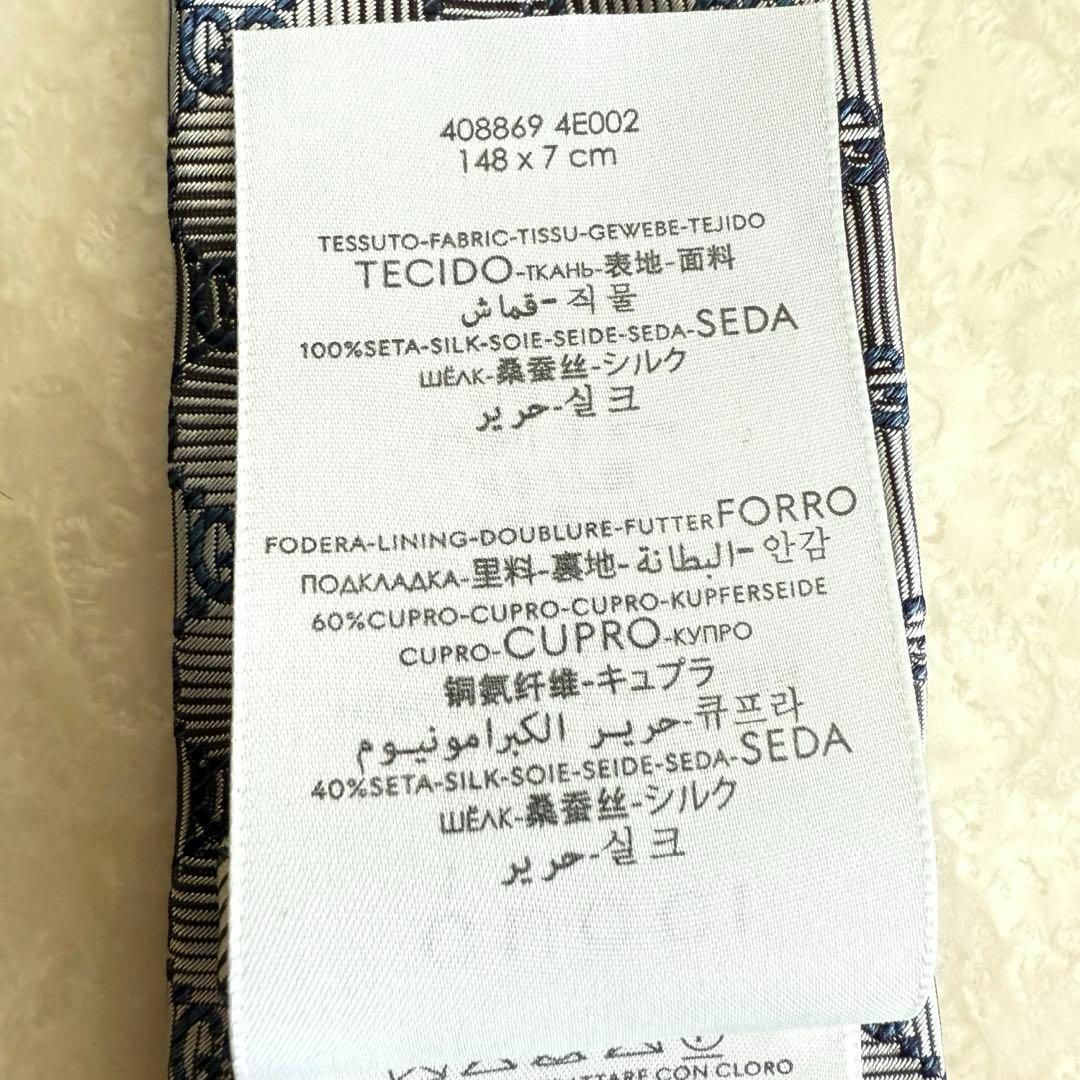 408869 4E002
148 x 7 cm
TESSUTO-FABRIC-TISSU-GEWEBE-TEJIDO
TECIDO-ТКАНЬ-表地-面料
قماش-직물
100%SETA-SILK-SOIE-SEIDE-SEDA-SEDA
ШЁЛК-桑蚕丝-シルク
حرير-실크
FODERA-LINING-DOUBLURE-FUTTER FORRO
ПОДКЛАДКА-里料-裏地-البطانة-안감
60%CUPRO-CUPRO-CUPRO-KUPFERSEIDE
CUPRO-CUPRO-КУПРО
铜氨纤维-キュプラ
حرير الكبرامونيوم-큐프라
40%SETA-SILK-SOIE-SEIDE-SEDA-SEDA
ШЁЛК-桑蚕丝-シルク
حرير-실크
CON CLORO